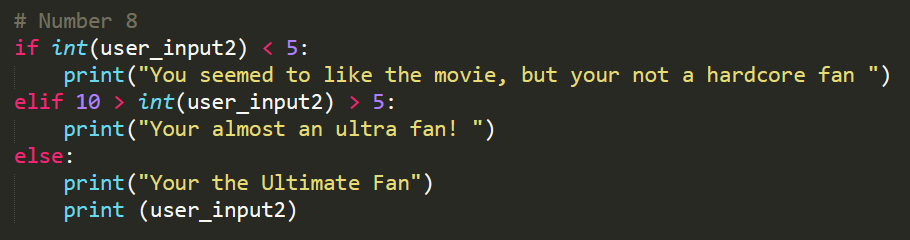 # Number 8
if int(user_input2) < 5:
    print("You seemed to like the movie, but your not a hardcore fan ")
elif 10 > int(user_input2) > 5:
    print("Your almost an ultra fan! ")
else:
    print("Your the Ultimate Fan")
    print (user_input2)